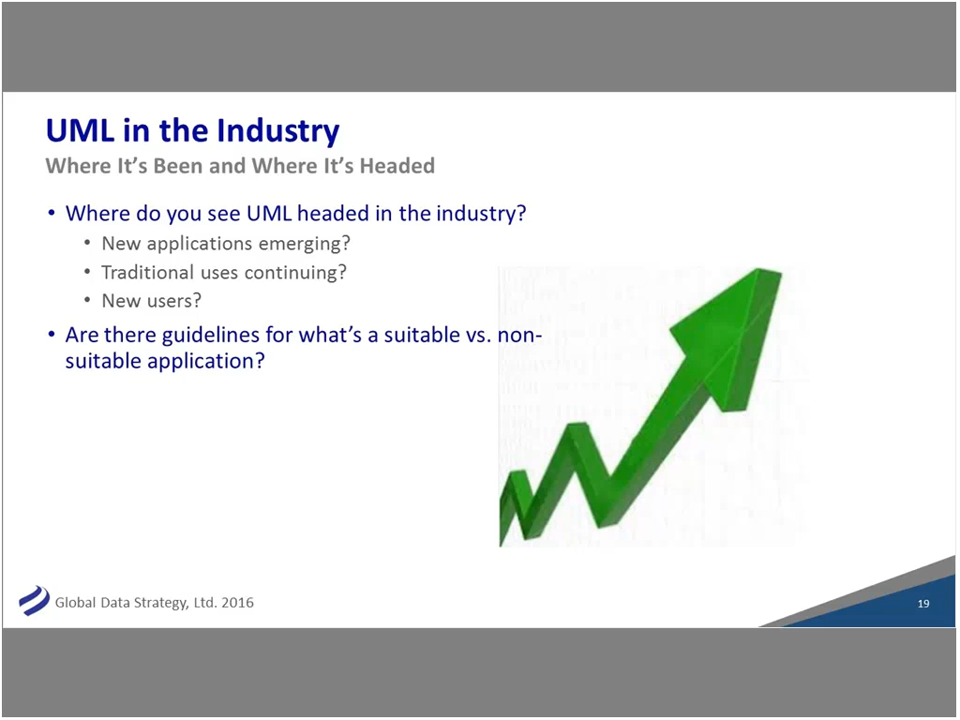 UML in the Industry
Where It's Been and Where It's Headed
• Where do you see UML headed in the industry?
• New applications emerging?
• Traditional uses continuing?
• New users?
• Are there guidelines for what's a suitable vs. non-
suitable application?
Global Data Strategy, Ltd. 2016
19